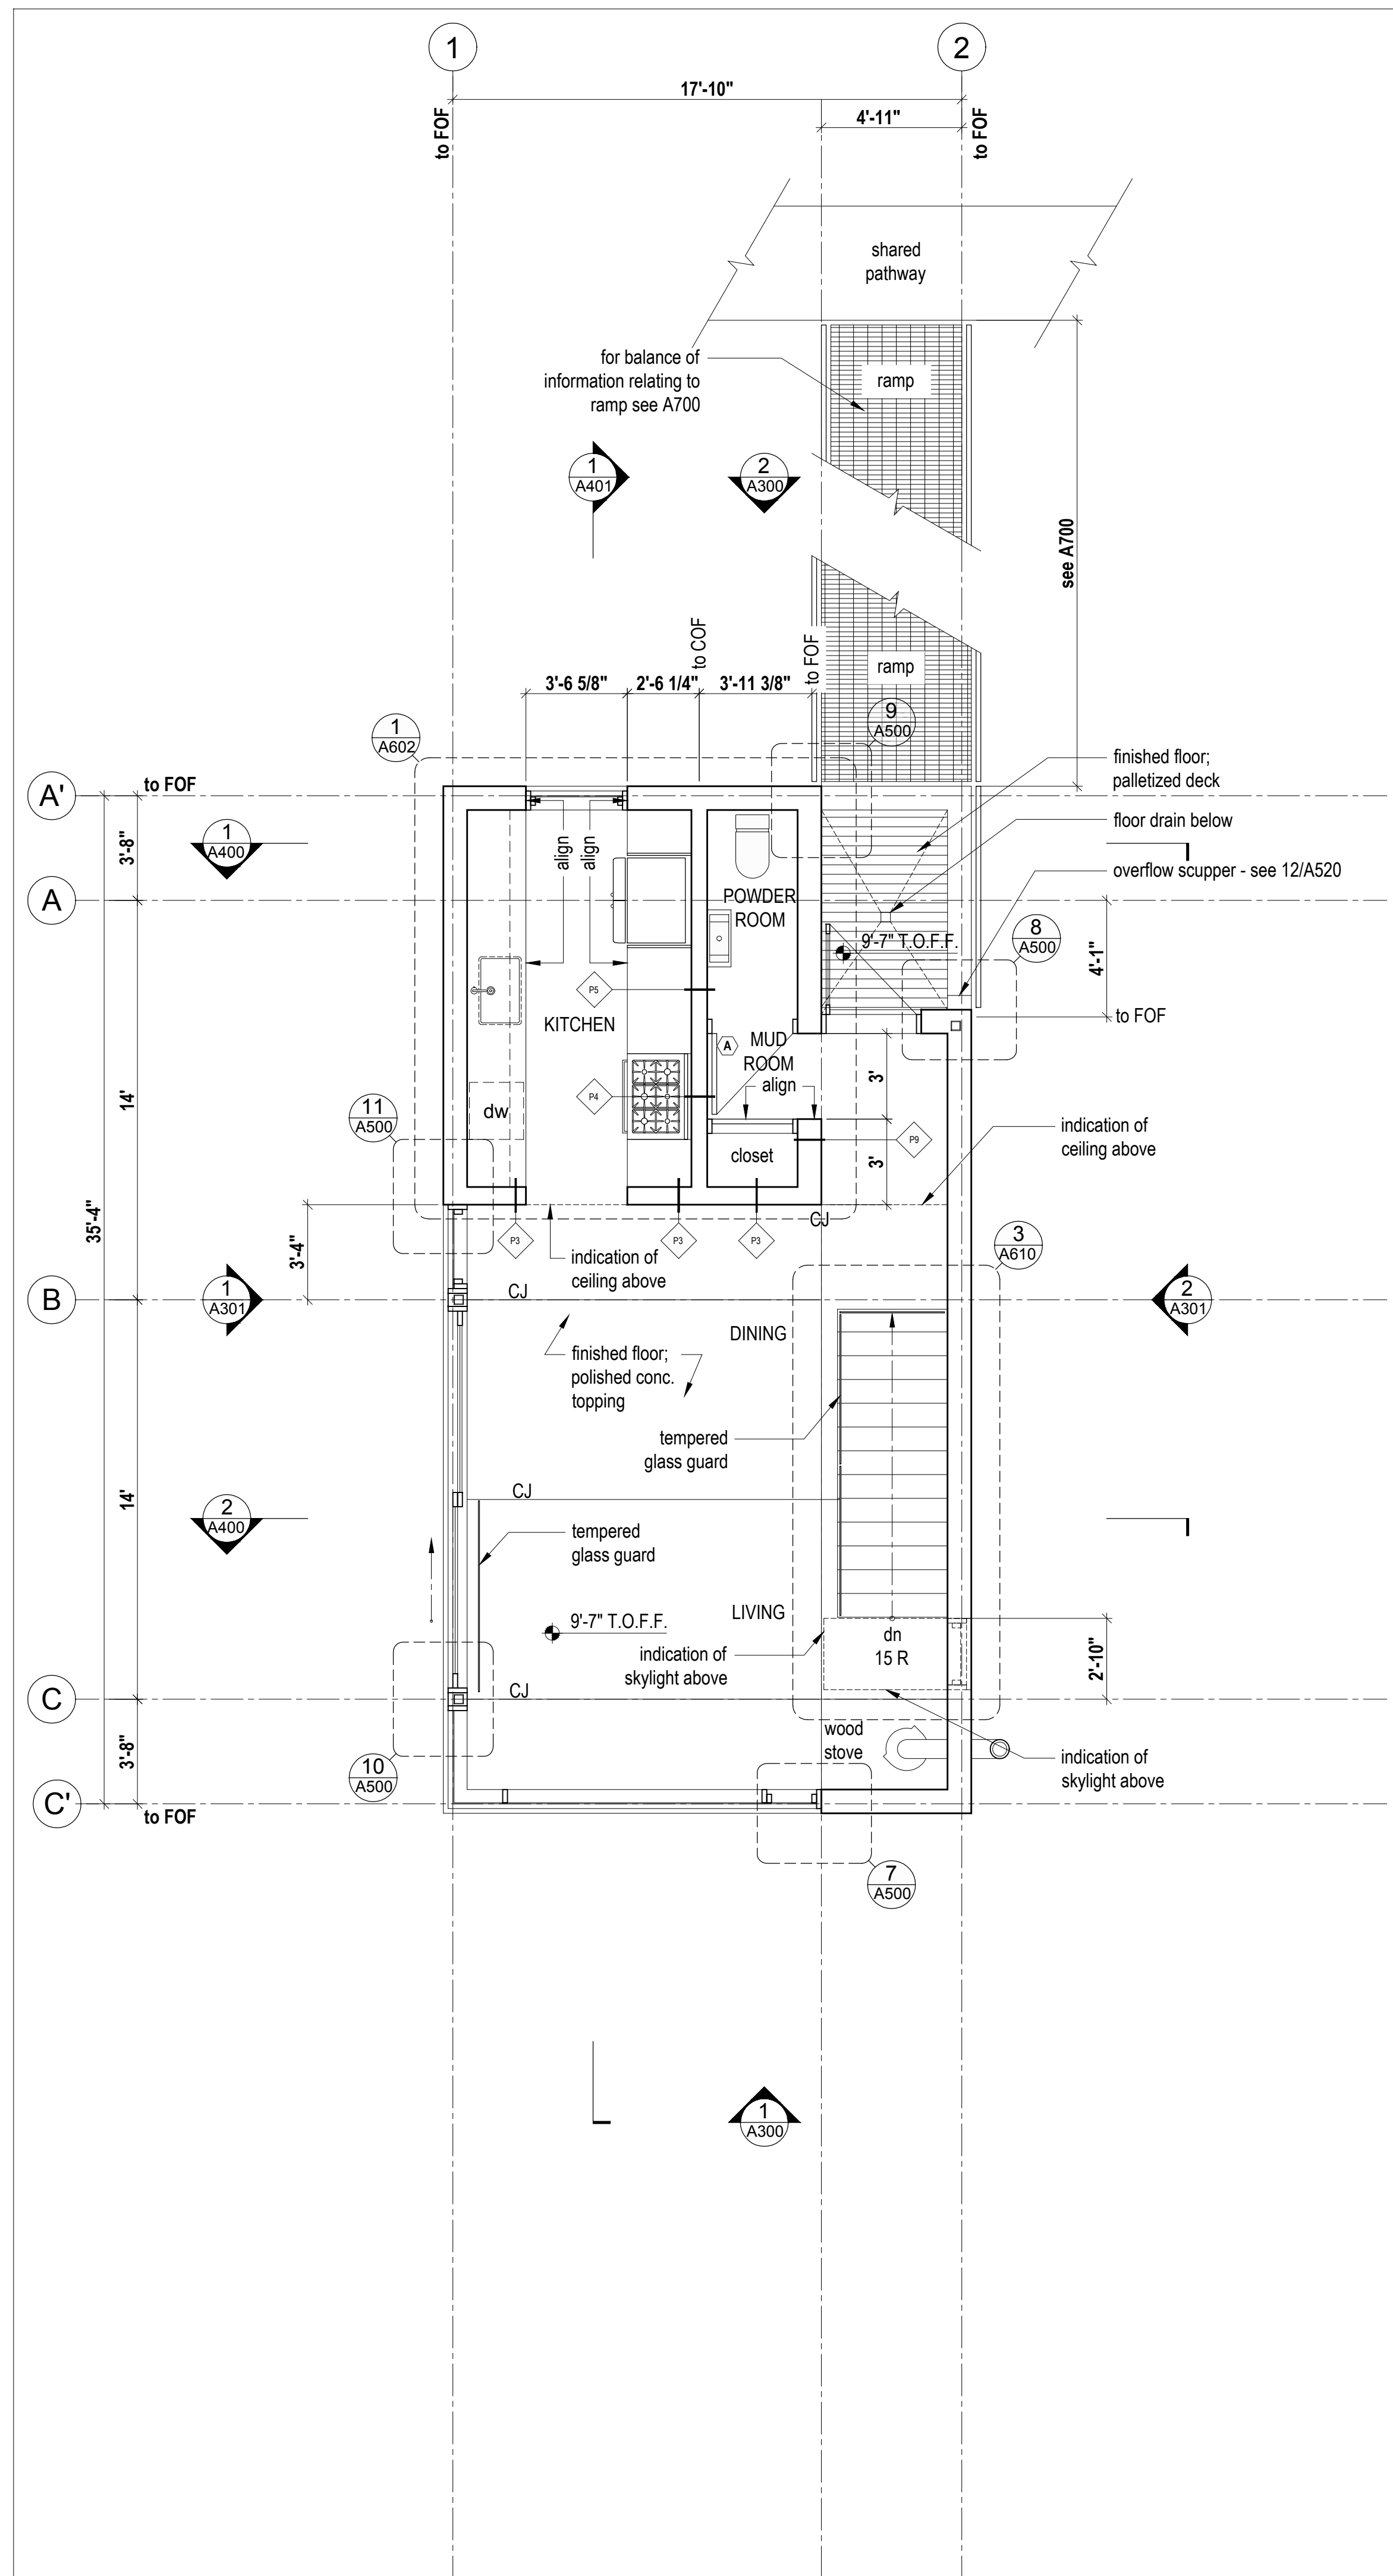 1
2
17'-10"
4'-11"
to FOF
to FOF
shared
pathway
for balance of
information relating to
ramp see A700
ramp
1
A401
2
A300
see A700
to COF
to FOF
ramp
3'-6 5/8"
2'-6 1/4"
3'-11 3/8"
1
A602
9
A500
finished floor;
palletized deck
A'
to FOF
floor drain below
3'-8"
1
A400
align
align
overflow scupper - see 12/A520
A
POWDER
ROOM
8
A500
9'-7" T.O.F.F.
4'-1"
P5
KITCHEN
to FOF
A
MUD
ROOM
align
3'
14'
P4
dw
11
A500
indication of
ceiling above
P9
closet
3'
35'-4"
3'-4"
CJ
P3
P3
P3
3
A610
indication of
ceiling above
B
1
A301
CJ
2
A301
DINING
finished floor;
polished conc.
topping
tempered
glass guard
14'
CJ
2
A400
tempered
glass guard
LIVING
9'-7" T.O.F.F.
dn
15 R
indication of
skylight above
2'-10"
C
CJ
wood
stove
3'-8"
indication of
skylight above
10
A500
C'
to FOF
7
A500
1
A300